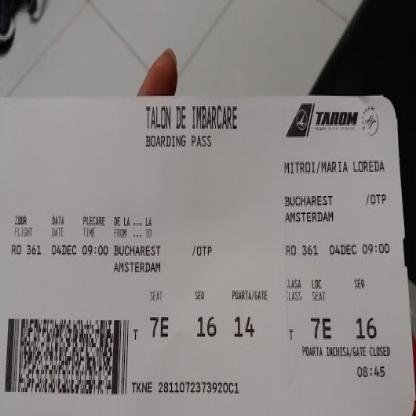 TALON DE IMBARCARE
BOARDING PASS
ZBOR DATA PLECARE DE LA ... LA
FLIGHT DATE TIME FROM ... TO
RO 361 04DEC 09:00 BUCHAREST /OTP
AMSTERDAM
SEAT SEQ POARTA/GATE
T 7E 16 14
TKNE 2811072373920C1
TAROM
MITROI/MARIA LOREDA
BUCHAREST /OTP
AMSTERDAM
RO 361 04DEC 09:00
CLASA LOC SEQ
CLASS SEAT
T 7E 16
POARTA INCHISA/GATE CLOSED
08:45